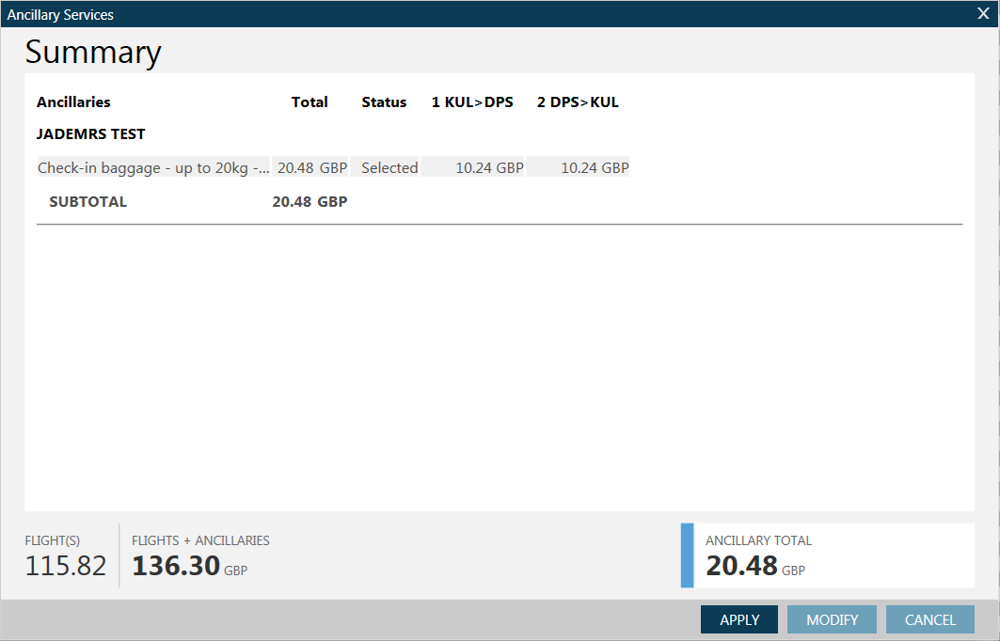 Ancillary Services X
Summary
Ancillaries Total Status 1 KUL>DPS 2 DPS>KUL
JADEMRS TEST
Check-in baggage - up to 20kg -... 20.48 GBP Selected 10.24 GBP 10.24 GBP
SUBTOTAL 20.48 GBP
FLIGHT(S) FLIGHTS + ANCILLARIES ANCILLARY TOTAL
115.82 136.30 GBP 20.48 GBP
APPLY MODIFY CANCEL